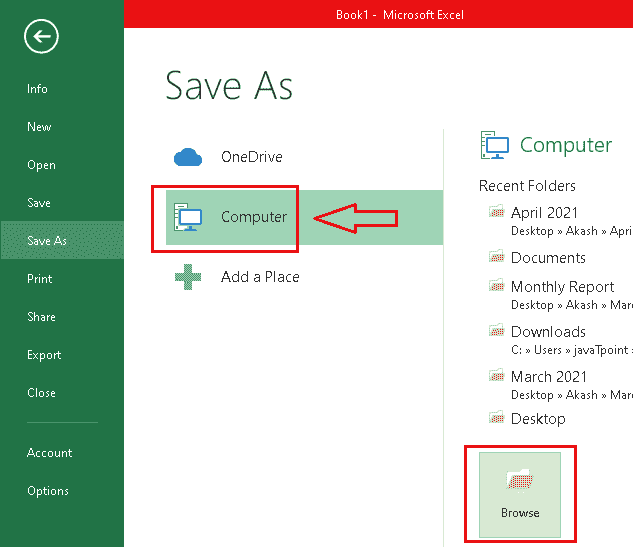 Book1 - Microsoft Excel
Info
New
Open
Save
Save As
Print
Share
Export
Close
Account
Options
Save As
OneDrive
Computer
Add a Place
Computer
Recent Folders
April 2021
Desktop » Akash » Apri
Documents
Monthly Report
Desktop » Akash » Marc
Downloads
C: » Users » javaTpoint »
March 2021
Desktop » Akash » Marc
Desktop
Browse